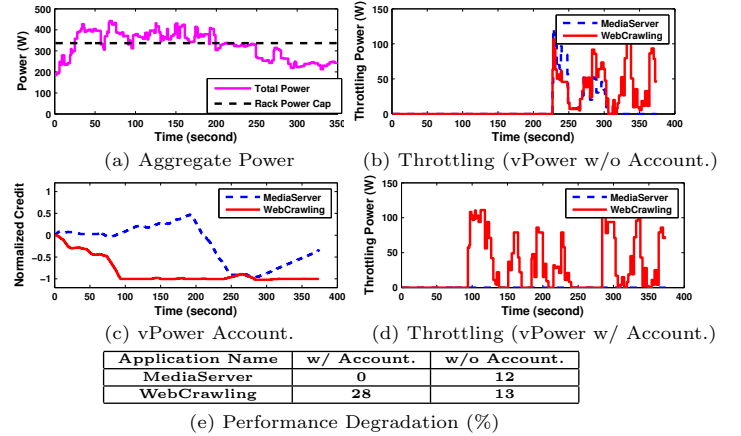 500
400
300
200
100
0
0 50 100 150 200 250 300 350
Power (W)
Time (second)
Total Power
Rack Power Cap
(a) Aggregate Power
150
100
50
0
0 50 100 150 200 250 300 350 400
Throttling Power (W)
Time (second)
MediaServer
WebCrawling
(b) Throttling (vPower w/o Account.)
1
0.5
0
−0.5
−1
0 50 100 150 200 250 300 350 400
Normalized Credit
Time (second)
MediaServer
WebCrawling
(c) vPower Account.
150
100
50
0
0 100 200 300 400
Throttling Power (W)
Time (second)
MediaServer
WebCrawling
(d) Throttling (vPower w/ Account.)
Application Name w/ Account. w/o Account.
MediaServer 0 12
WebCrawling 28 13
(e) Performance Degradation (%)